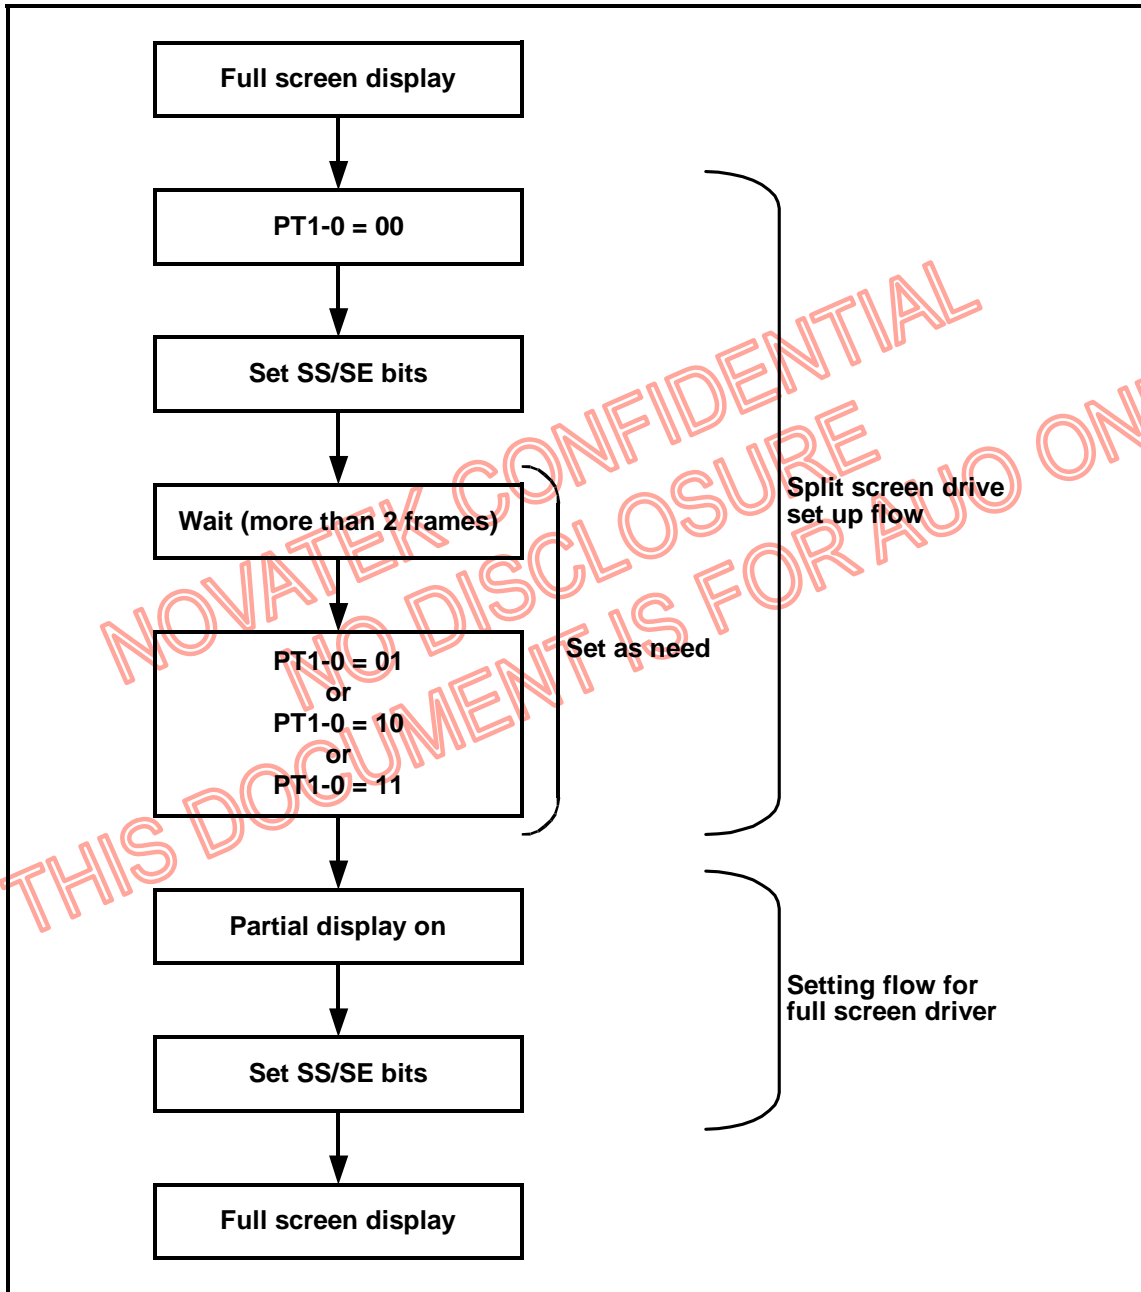 Full screen display
PT1-0 = 00
Set SS/SE bits
Wait (more than 2 frames)
PT1-0 = 01
or
PT1-0 = 10
or
PT1-0 = 11
Set as need
Split screen drive
set up flow
Partial display on
Set SS/SE bits
Setting flow for
full screen driver
Full screen display
NOVATEK CONFIDENTIAL
NO DISCLOSURE
THIS DOCUMENT IS FOR AUO